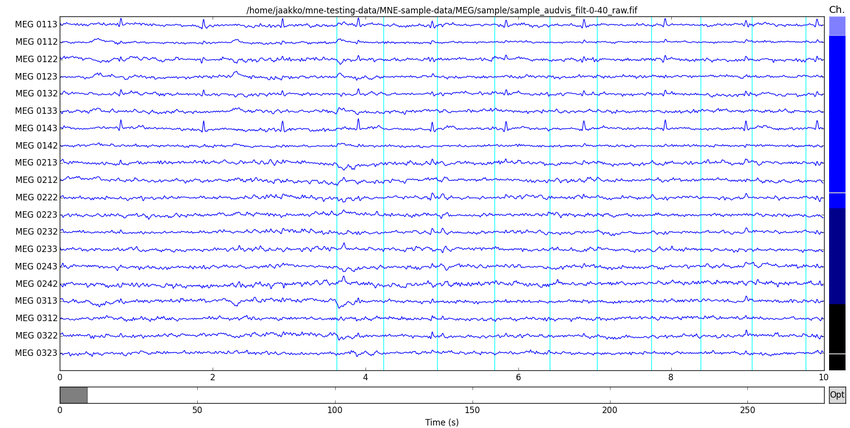 /home/jaakko/mne-testing-data/MNE-sample-data/MEG/sample/sample_audvis_filt-0-40_raw.fif
Ch.
MEG 0113
MEG 0112
MEG 0122
MEG 0123
MEG 0132
MEG 0133
MEG 0143
MEG 0142
MEG 0213
MEG 0212
MEG 0222
MEG 0223
MEG 0232
MEG 0233
MEG 0243
MEG 0242
MEG 0313
MEG 0312
MEG 0322
MEG 0323
0 2 4 6 8 10
Opt
0 50 100 150 200 250
Time (s)